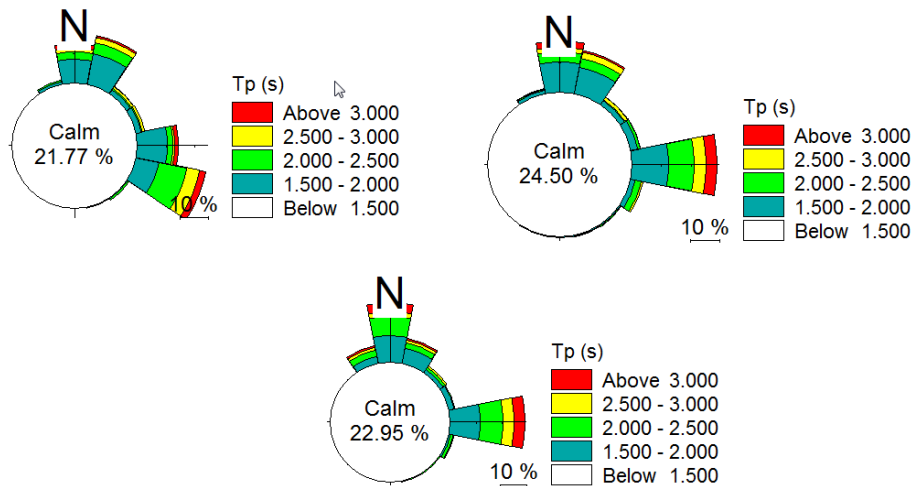 N
Calm
21.77 %
10 %
Tp (s)
Above 3.000
2.500 - 3.000
2.000 - 2.500
1.500 - 2.000
Below 1.500
N
Calm
24.50 %
10 %
Tp (s)
Above 3.000
2.500 - 3.000
2.000 - 2.500
1.500 - 2.000
Below 1.500
N
Calm
22.95 %
10 %
Tp (s)
Above 3.000
2.500 - 3.000
2.000 - 2.500
1.500 - 2.000
Below 1.500